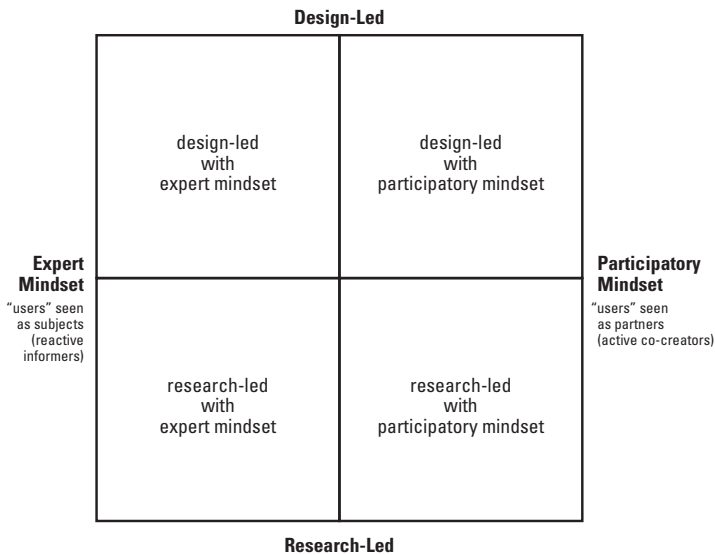 Design-Led
design-led
with
expert mindset
design-led
with
participatory mindset
Expert
Mindset
"users" seen
as subjects
(reactive
informers)
Participatory
Mindset
"users" seen
as partners
(active co-creators)
research-led
with
expert mindset
research-led
with
participatory mindset
Research-Led